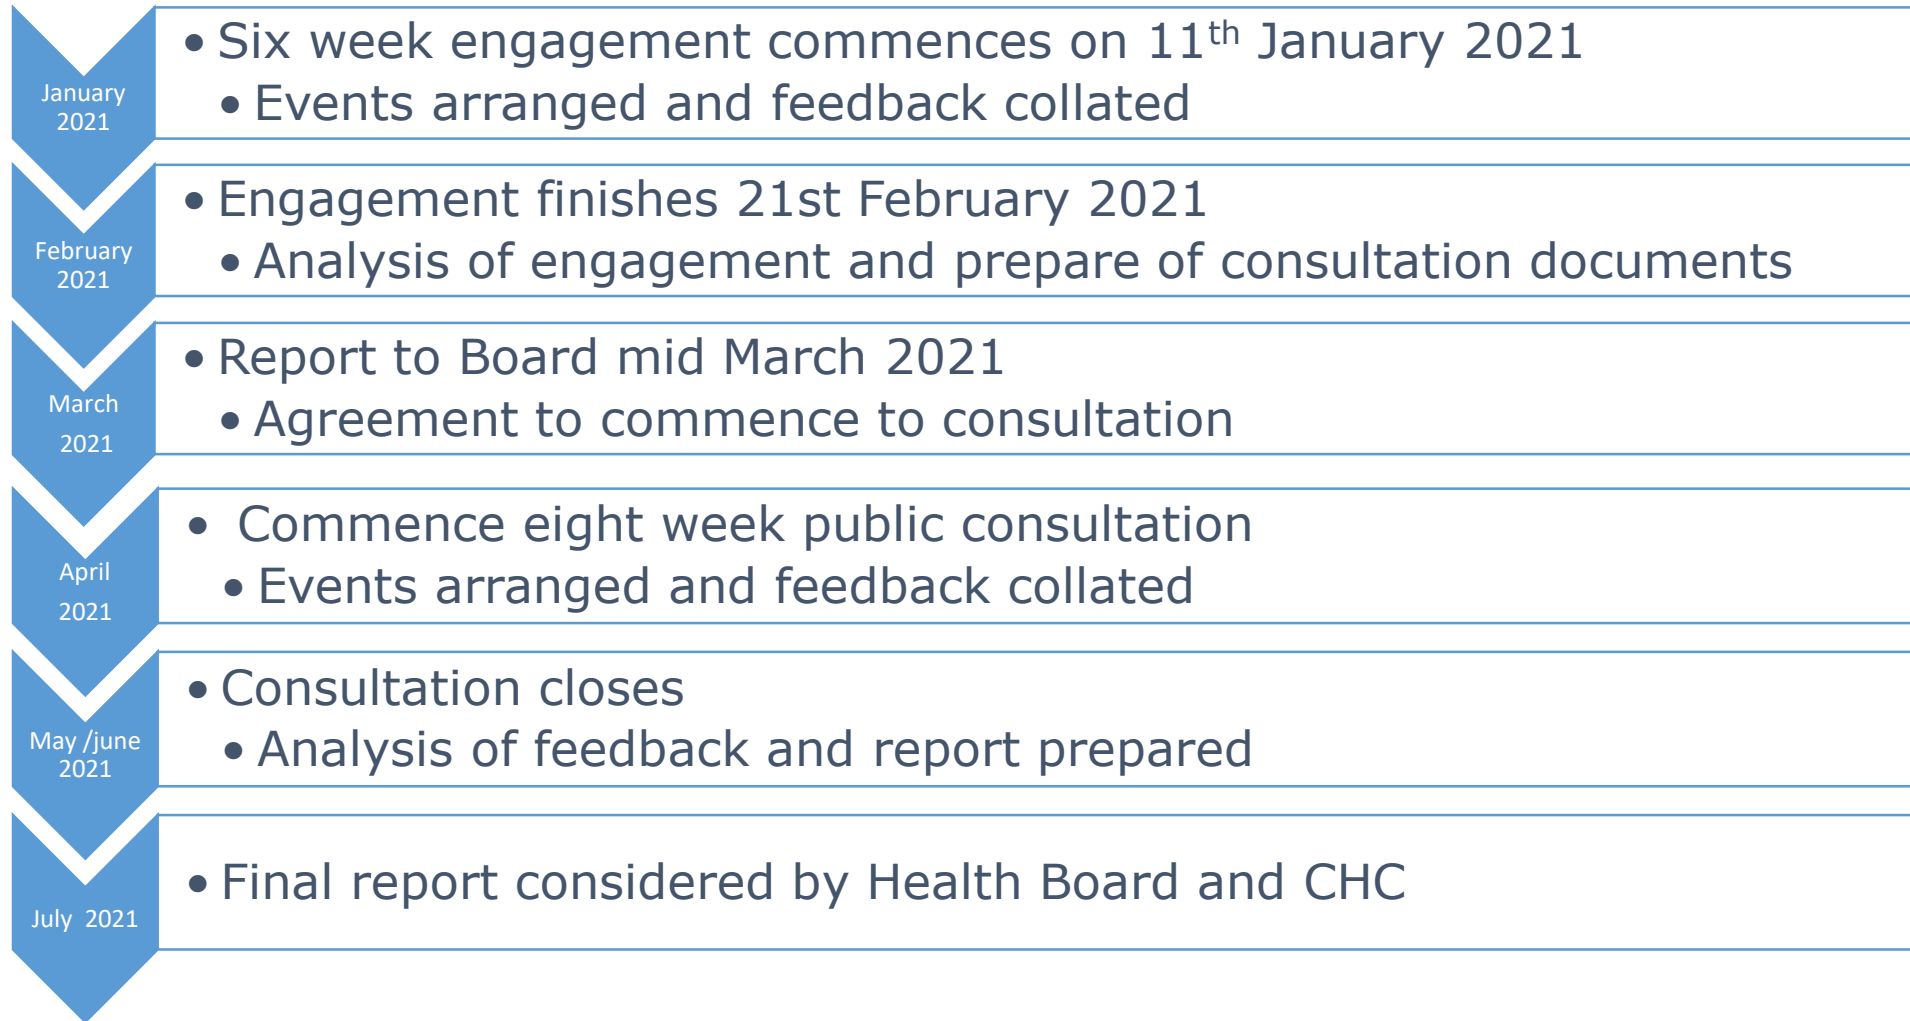 January
2021
• Six week engagement commences on 11th January 2021
• Events arranged and feedback collated
February
2021
• Engagement finishes 21st February 2021
• Analysis of engagement and prepare of consultation documents
March
2021
• Report to Board mid March 2021
• Agreement to commence to consultation
April
2021
• Commence eight week public consultation
• Events arranged and feedback collated
May /june
2021
• Consultation closes
• Analysis of feedback and report prepared
July 2021
• Final report considered by Health Board and CHC